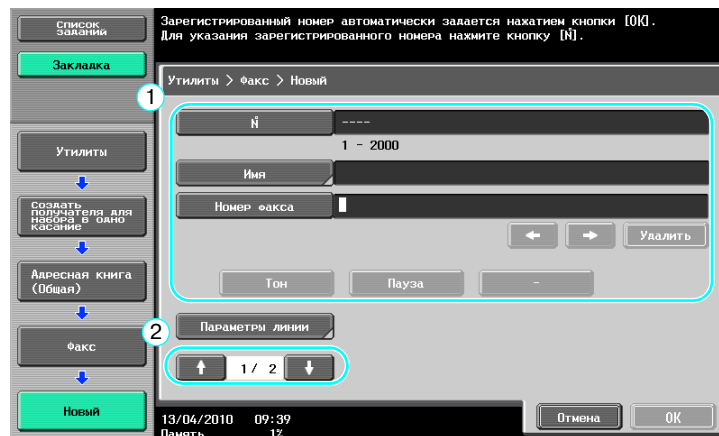 Список
заданий
Закладка
Утилиты
Создать
получателя для
набора в одно
касание
Адресная книга
(Общая)
Факс
Новый
Зарегистрированный номер автоматически задается нажатием кнопки [OK].
Для указания зарегистрированного номера нажмите кнопку [№].
Утилиты > Факс > Новый
1
№ ----
1 - 2000
Имя
Номер факса
Удалить
Тон Пауза -
2
Параметры линии
1/ 2
13/04/2010 09:39
Память 1%
Отмена OK